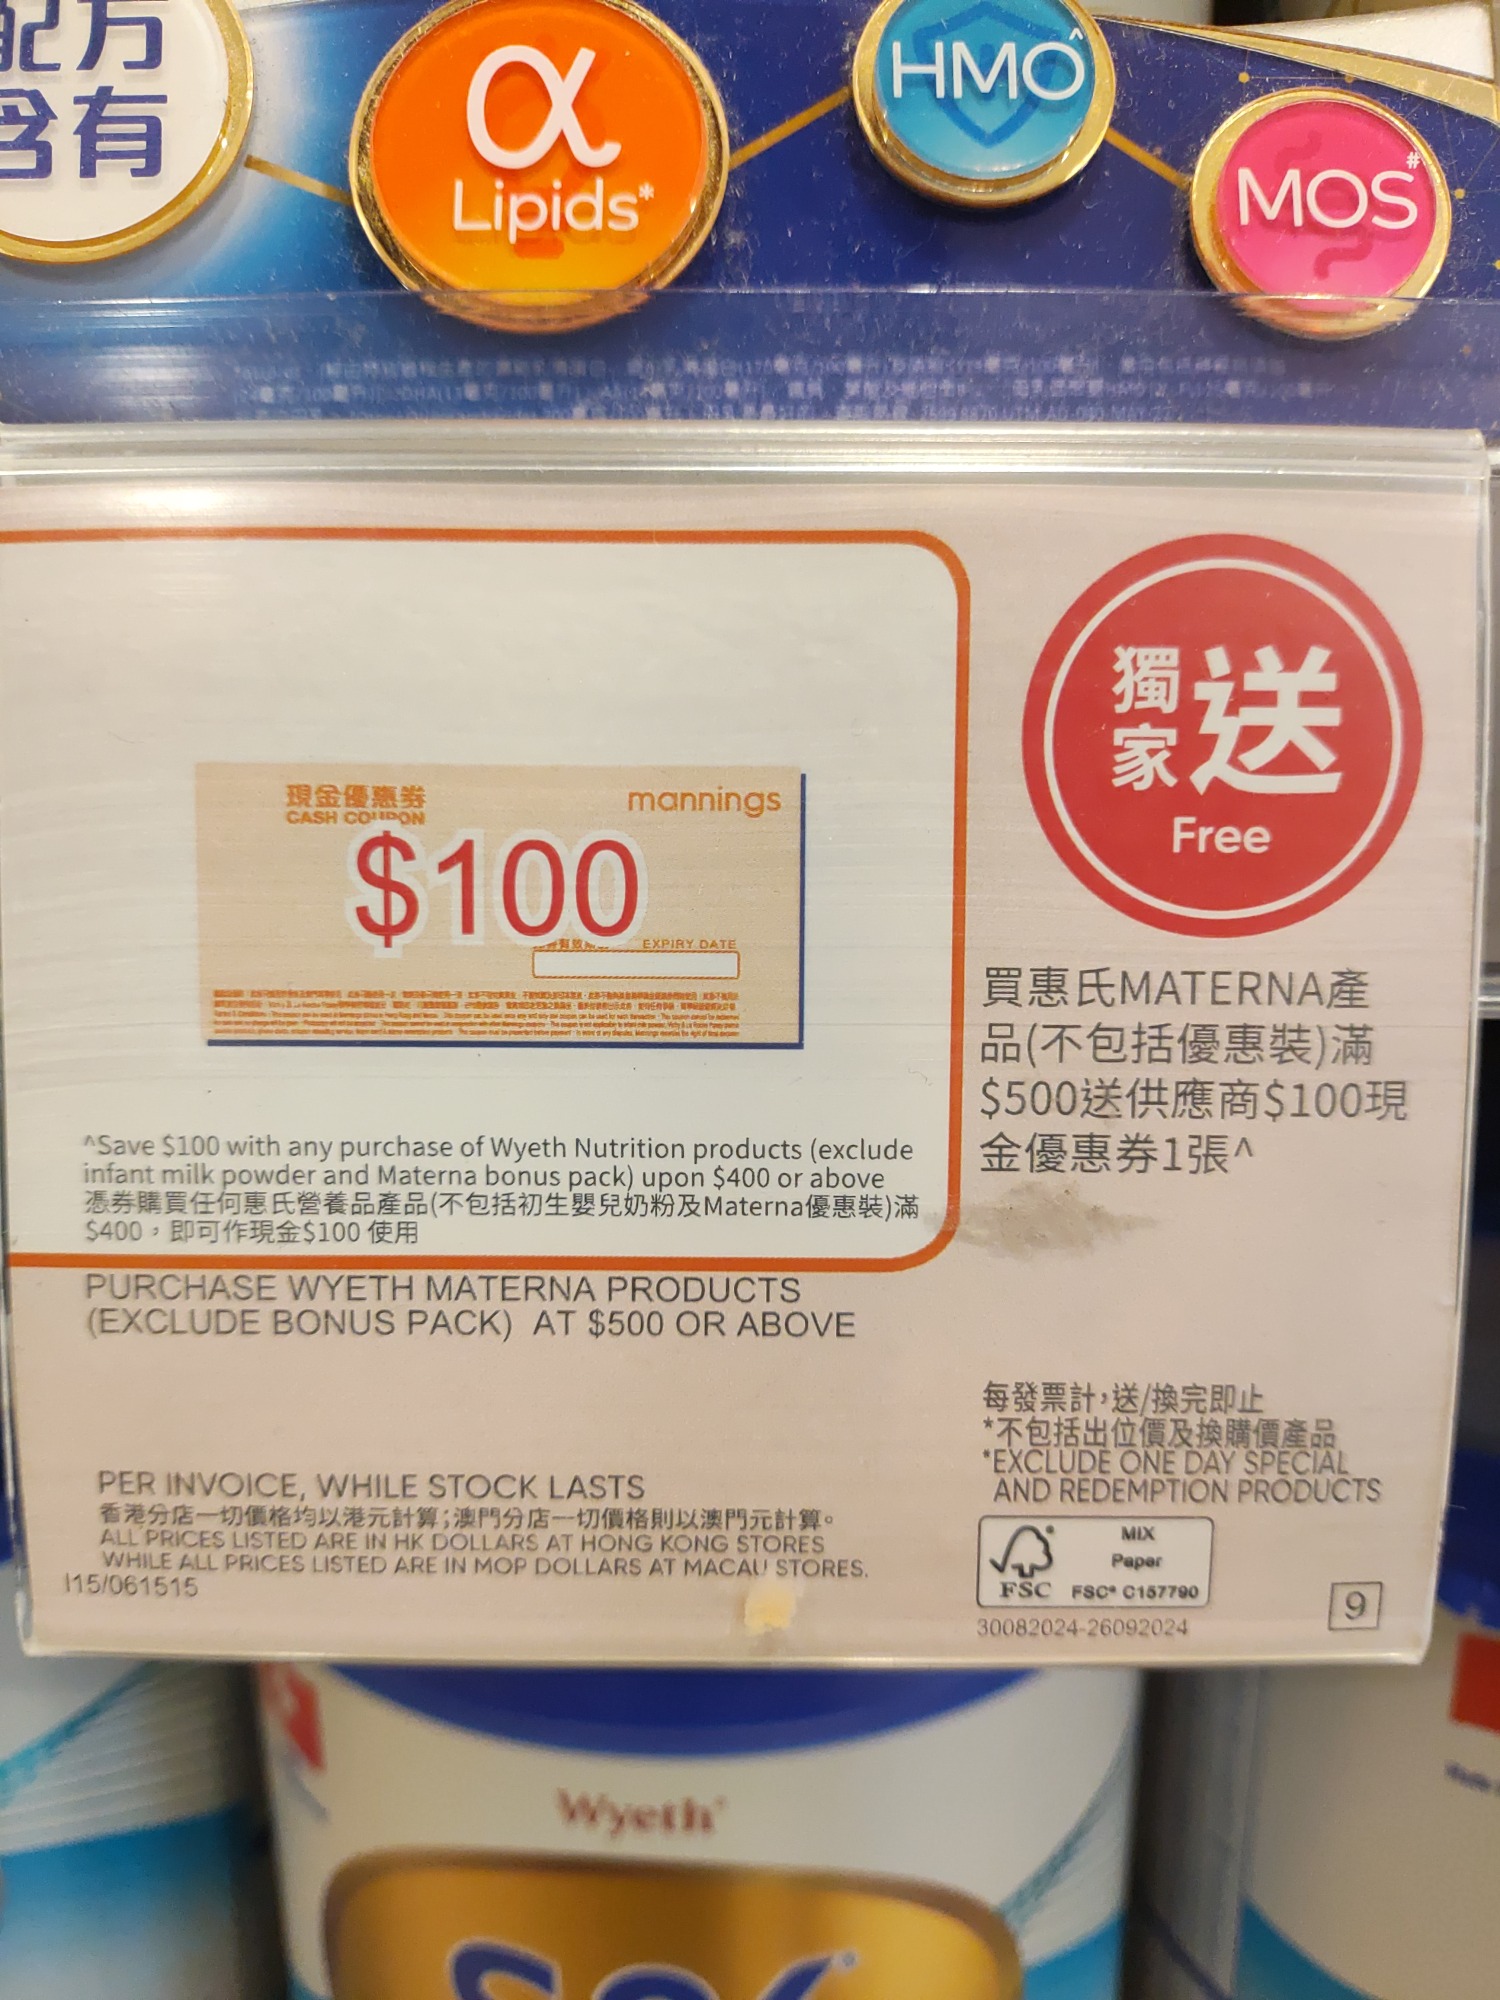 配方
含有
α
Lipids*
HMO^
MOS#
現金優惠券
CASH COUPON
mannings
$100
EXPIRY DATE
^Save $100 with any purchase of Wyeth Nutrition products (exclude
infant milk powder and Materna bonus pack) upon $400 or above
憑券購買任何惠氏營養品產品(不包括初生嬰兒奶粉及Materna優惠裝)滿
$400，即可作現金$100 使用
PURCHASE WYETH MATERNA PRODUCTS
(EXCLUDE BONUS PACK) AT $500 OR ABOVE
獨家送
Free
買惠氏MATERNA產
品(不包括優惠裝)滿
$500送供應商$100現
金優惠券1張^
每發票計，送/換完即止
*不包括出位價及換購價產品
*EXCLUDE ONE DAY SPECIAL
AND REDEMPTION PRODUCTS
PER INVOICE, WHILE STOCK LASTS
香港分店一切價格均以港元計算；澳門分店一切價格則以澳門元計算。
ALL PRICES LISTED ARE IN HK DOLLARS AT HONG KONG STORES
WHILE ALL PRICES LISTED ARE IN MOP DOLLARS AT MACAU STORES.
I15/061515
FSC
MIX
Paper
FSC® C157790
30082024-26092024
9
Wyeth®